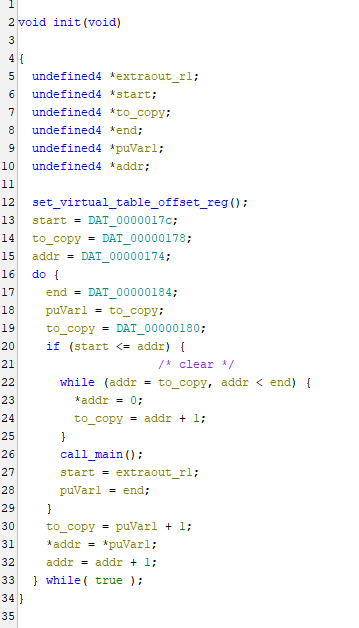 1
2 void init(void)
3
4 {
5 undefined4 *extraout_r1;
6 undefined4 *start;
7 undefined4 *to_copy;
8 undefined4 *end;
9 undefined4 *puVar1;
10 undefined4 *addr;
11
12 set_virtual_table_offset_reg();
13 start = DAT_0000017c;
14 to_copy = DAT_00000178;
15 addr = DAT_00000174;
16 do {
17 end = DAT_00000184;
18 puVar1 = to_copy;
19 to_copy = DAT_00000180;
20 if (start <= addr) {
21 /* clear */
22 while (addr = to_copy, addr < end) {
23 *addr = 0;
24 to_copy = addr + 1;
25 }
26 call_main();
27 start = extraout_r1;
28 puVar1 = end;
29 }
30 to_copy = puVar1 + 1;
31 *addr = *puVar1;
32 addr = addr + 1;
33 } while( true );
34 }
35